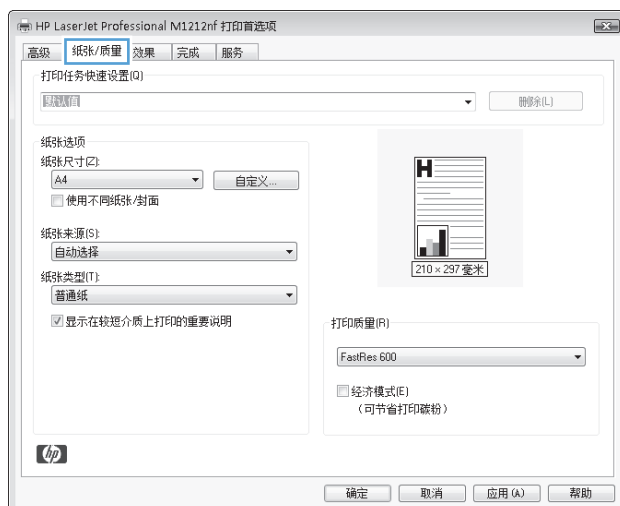 HP LaserJet Professional M1212nf 打印首选项
高级 纸张/质量 效果 完成 服务
打印任务快速设置(Q)
默认值
删除(L)
纸张选项
纸张尺寸(Z):
A4 自定义...
使用不同纸张/封面
纸张来源(S):
自动选择
纸张类型(T):
普通纸
显示在较短介质上打印的重要说明
H
210 × 297 毫米
打印质量(R)
FastRes 600
经济模式(E)
(可节省打印碳粉)
hp
确定 取消 应用(A) 帮助